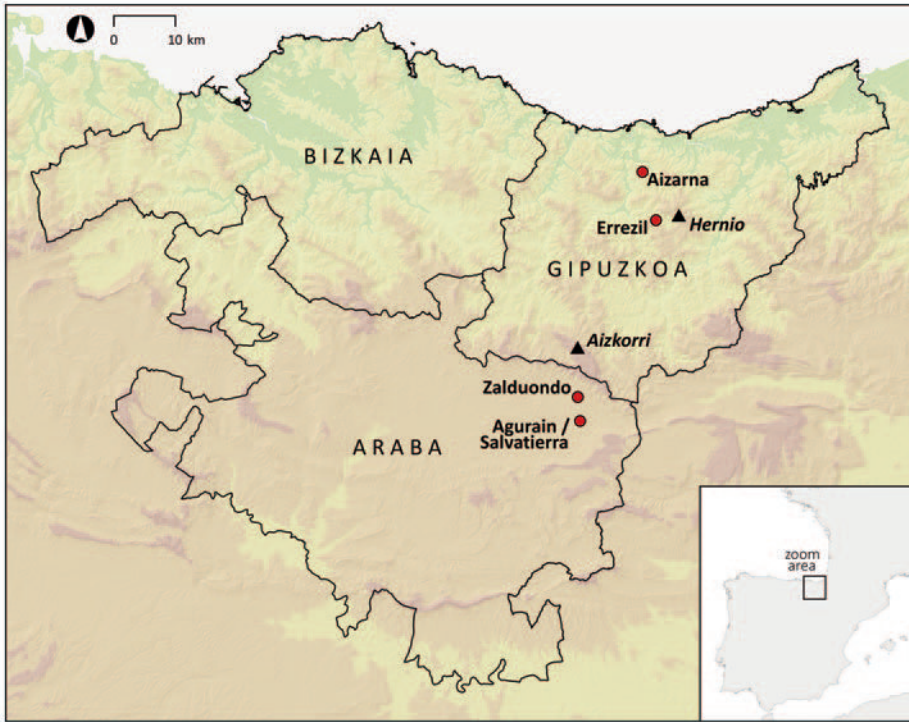 0 10 km
BIZKAIA
Aizarna
Errezil
Hernio
GIPUZKOA
Aizkorri
Zalduondo
Agurain /
Salvatierra
ARABA
zoom
area